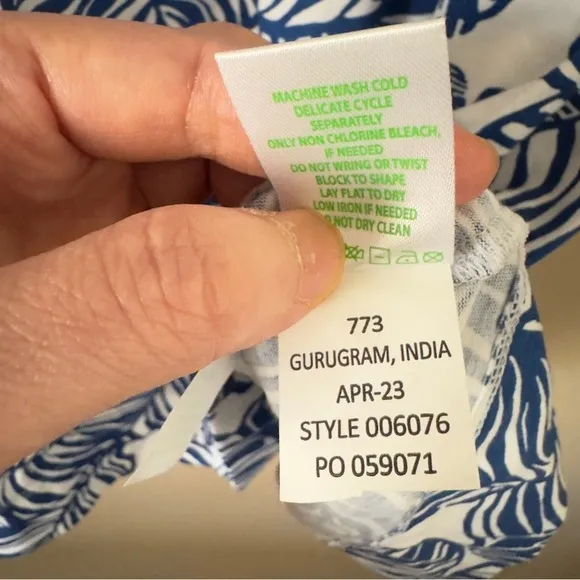 MACHINE WASH COLD
DELICATE CYCLE
SEPARATELY
ONLY NON CHLORINE BLEACH,
IF NEEDED
DO NOT WRING OR TWIST
BLOCK TO SHAPE
LAY FLAT TO DRY
LOW IRON IF NEEDED
NOT DRY CLEAN
773
GURUGRAM, INDIA
APR-23
STYLE 006076
PO 059071